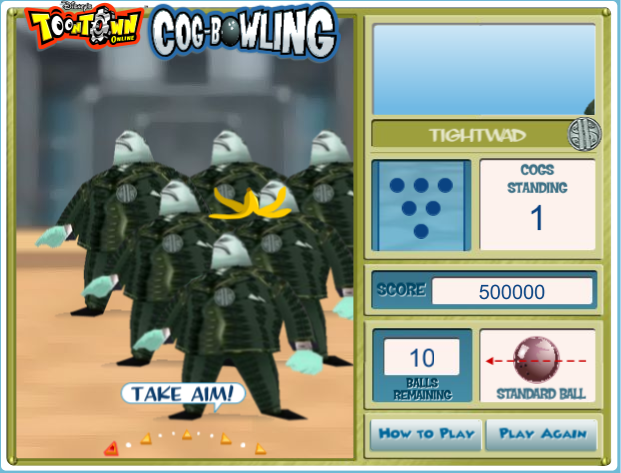 Disney's
TOONTOWN
ONLINE
COG-BOWLING
TIGHTWAD
COGS
STANDING
1
SCORE
500000
10
BALLS
REMAINING
STANDARD BALL
TAKE AIM!
HOW TO PLAY
PLAY AGAIN